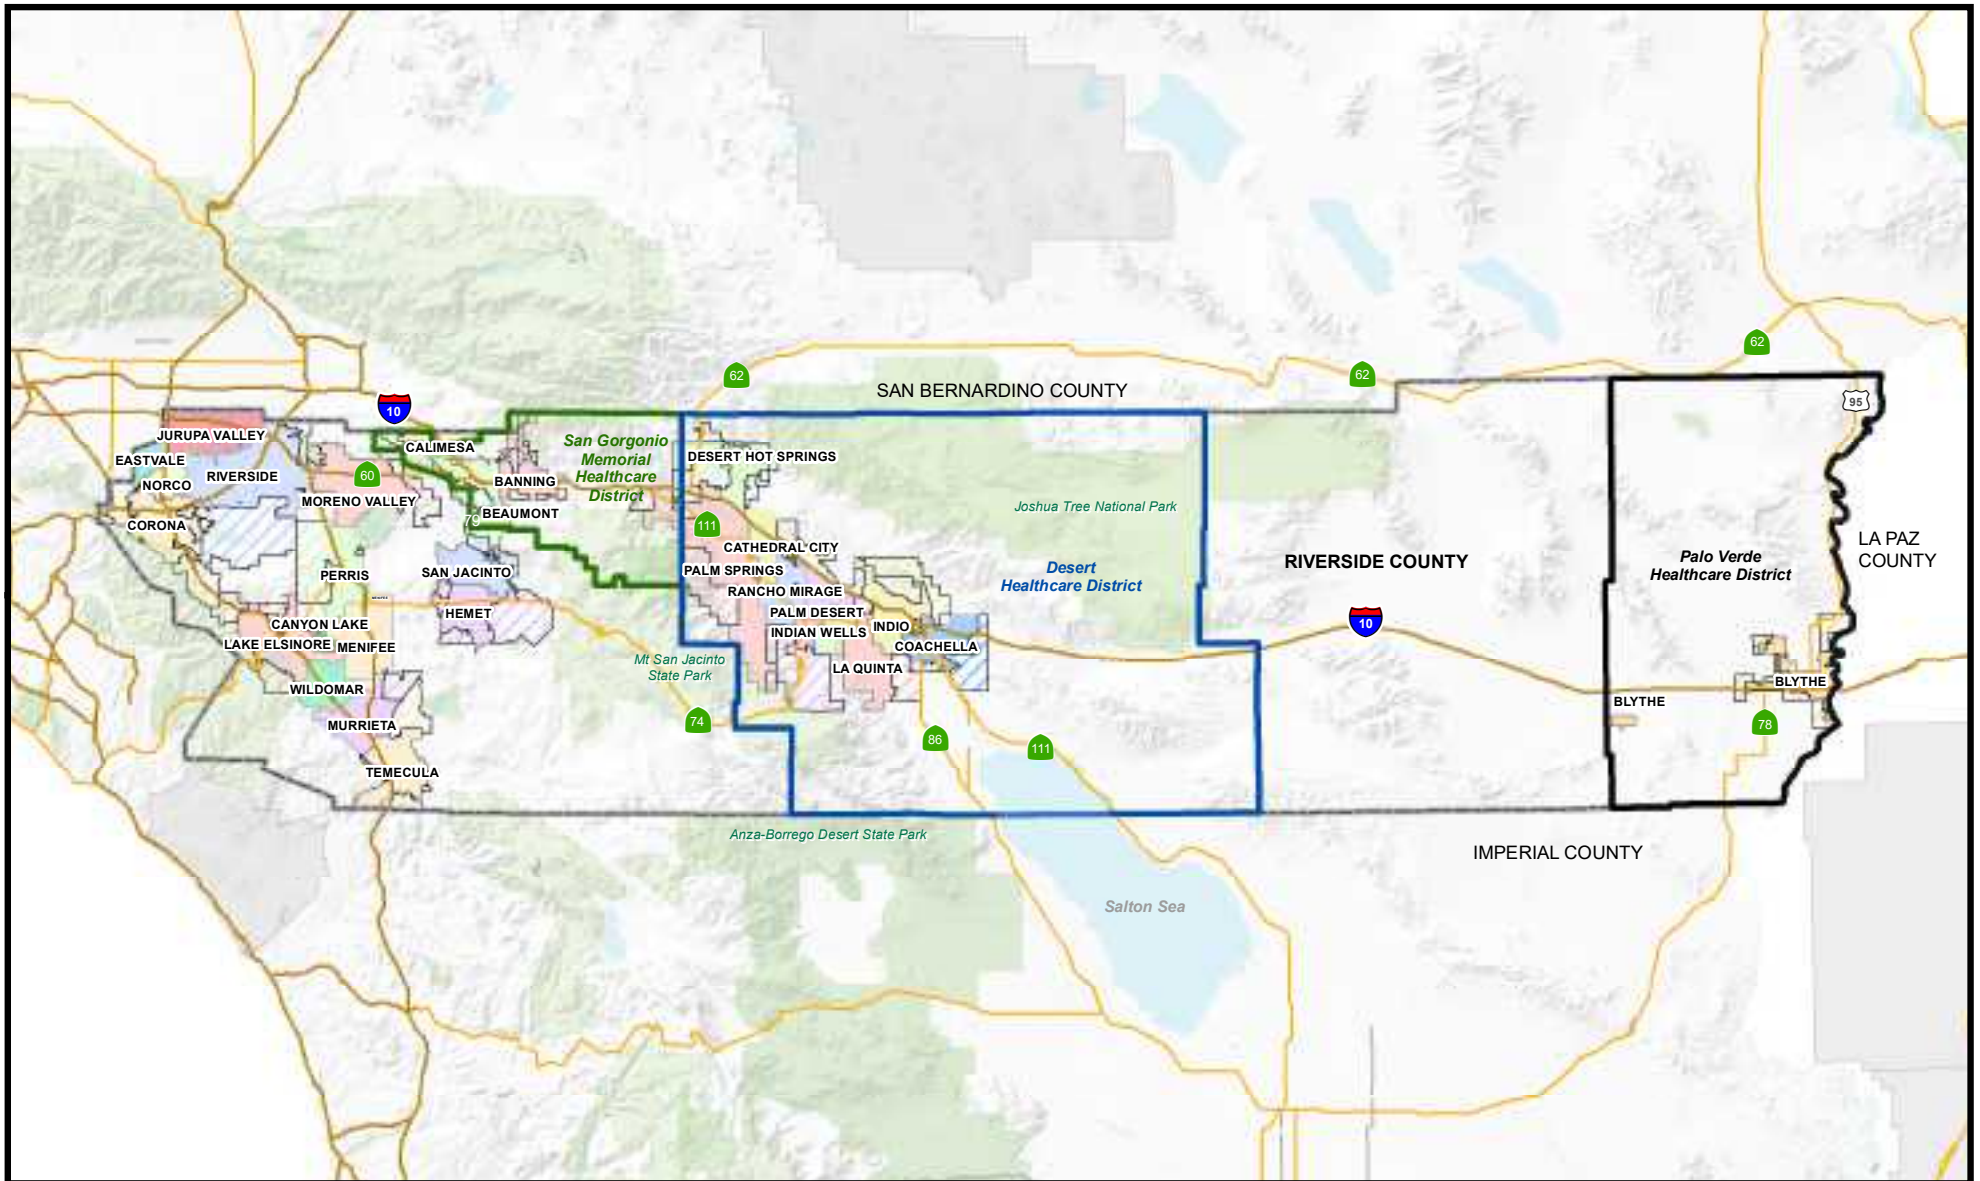 62
62
62
SAN BERNARDINO COUNTY
10
95
JURUPA VALLEY
CALIMESA
San Gorgonio
Memorial
Healthcare
District
DESERT HOT SPRINGS
EASTVALE
RIVERSIDE
60
NORCO
BANNING
MORENO VALLEY
BEAUMONT
79
Joshua Tree National Park
CORONA
111
CATHEDRAL CITY
LA PAZ
COUNTY
RIVERSIDE COUNTY
Palo Verde
Healthcare District
PERRIS
SAN JACINTO
PALM SPRINGS
Desert
Healthcare District
RANCHO MIRAGE
HEMET
PALM DESERT
CANYON LAKE
INDIAN WELLS
INDIO
10
LAKE ELSINORE
MENIFEE
COACHELLA
Mt San Jacinto
State Park
LA QUINTA
WILDOMAR
BLYTHE
BLYTHE
MURRIETA
74
86
111
78
TEMECULA
Anza-Borrego Desert State Park
IMPERIAL COUNTY
Salton Sea